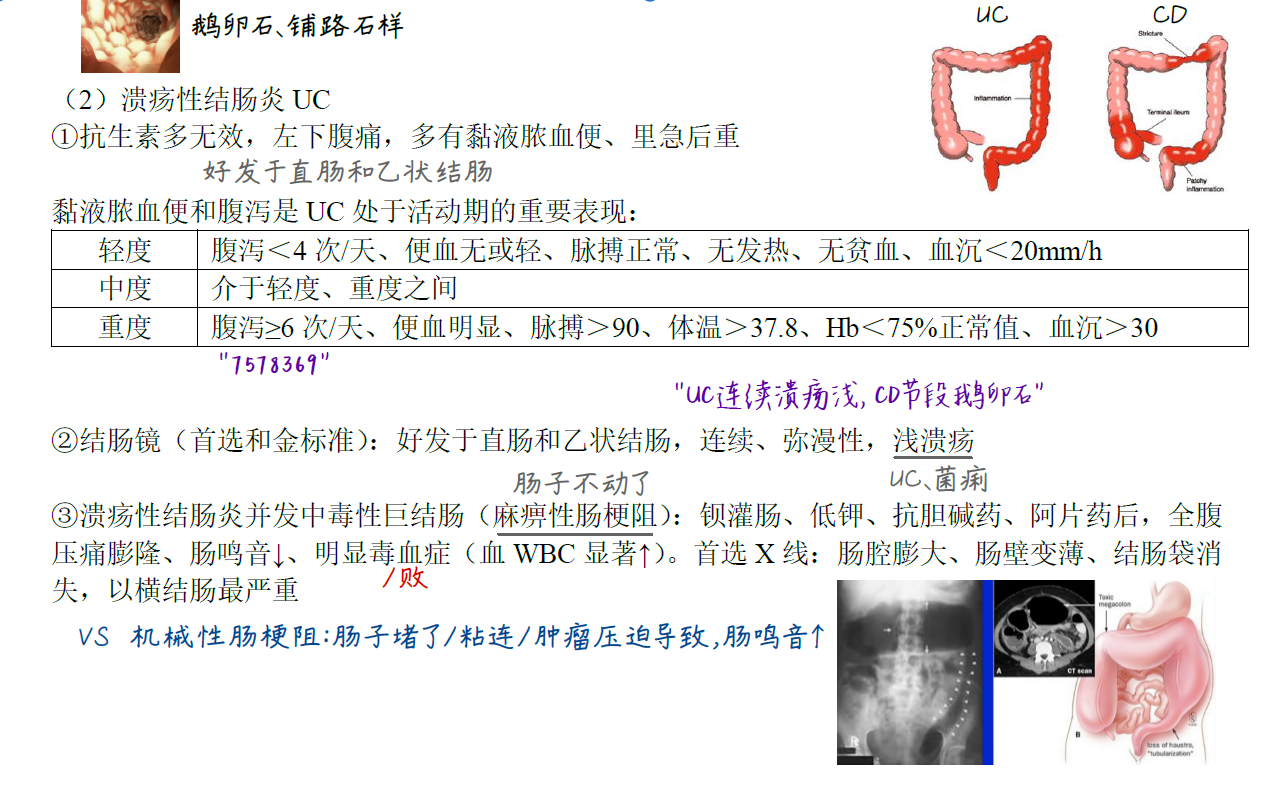 鹅卵石、铺路石样
UC
CD
Stricture
Inflammation
Terminal ileum
Patchy
inflammation
（2）溃疡性结肠炎 UC
①抗生素多无效，左下腹痛，多有黏液脓血便、里急后重
好发于直肠和乙状结肠
黏液脓血便和腹泻是 UC 处于活动期的重要表现：
轻度 腹泻＜4 次/天、便血无或轻、脉搏正常、无发热、无贫血、血沉＜20mm/h
中度 介于轻度、重度之间
重度 腹泻≥6 次/天、便血明显、脉搏＞90、体温＞37.8、Hb＜75%正常值、血沉＞30
"7578369"
"UC连续溃疡浅, CD节段鹅卵石"
②结肠镜（首选和金标准）：好发于直肠和乙状结肠，连续、弥漫性，浅溃疡
肠子不动了
UC、菌痢
③溃疡性结肠炎并发中毒性巨结肠（麻痹性肠梗阻）：钡灌肠、低钾、抗胆碱药、阿片药后，全腹
压痛膨隆、肠鸣音↓、明显毒血症（血 WBC 显著↑）。首选 X 线：肠腔膨大、肠壁变薄、结肠袋消
/败
失，以横结肠最严重
VS 机械性肠梗阻:肠子堵了/粘连/肿瘤压迫导致,肠鸣音↑
Toxic
megacolon
A
CT scan
B
loss of haustra,
"tubularization"